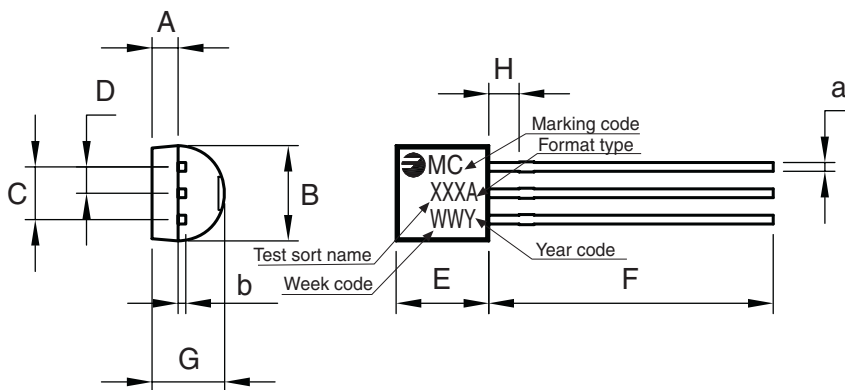 A
H
D
a
Marking code
Format type
MC
XXXA
WWY
C
B
Test sort name
Week code
Year code
E
F
b
G